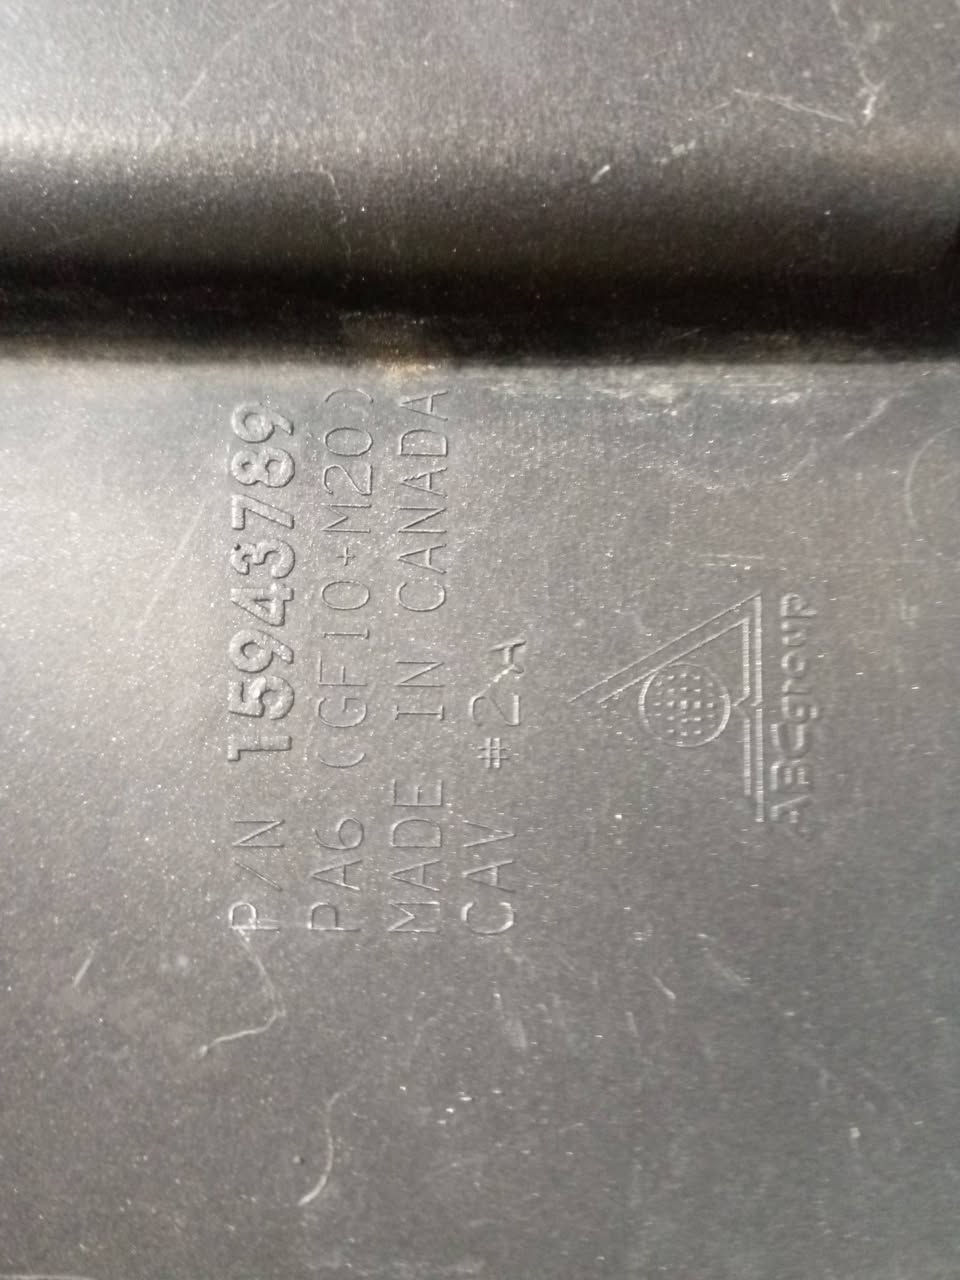 P/N 15943789
PA6 (GF10+M20)
MADE IN CANADA
CAV #2A
ABCgroup